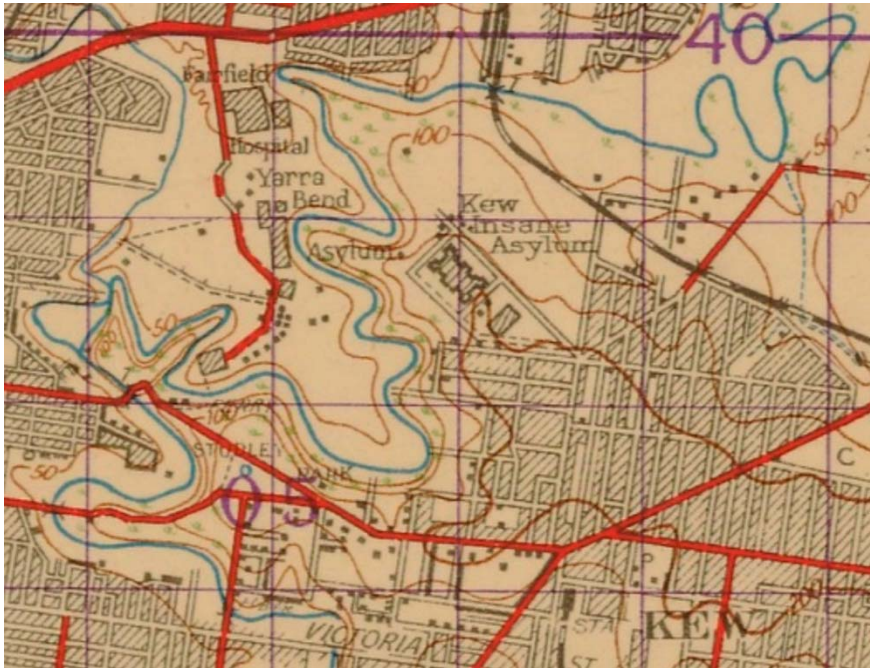 40
Fairfield
50
100
Hospital
50
Yarra
Bend
Kew
Insane
Asylum
Asylum
100
50
100
STUDLEY
PARK
50
C
05
VICTORIA
KEW
STA
ST